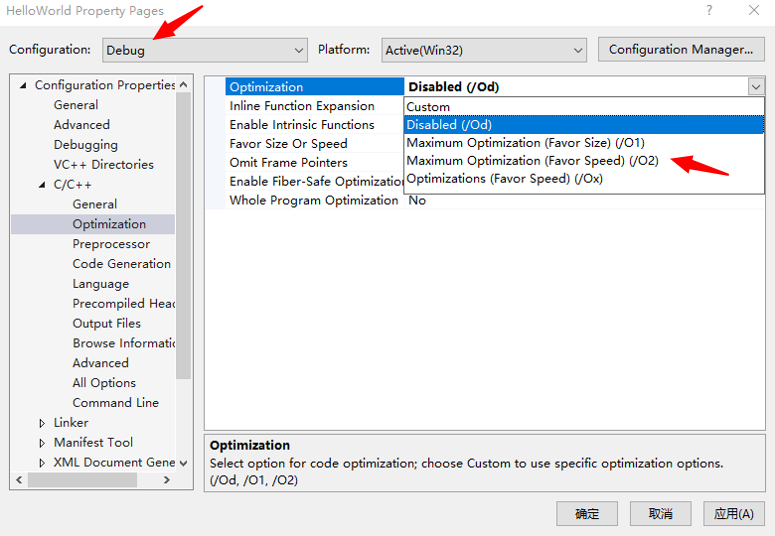 HelloWorld Property Pages
Configuration: Debug Platform: Active(Win32) Configuration Manager...
Configuration Properties
General
Advanced
Debugging
VC++ Directories
C/C++
General
Optimization
Preprocessor
Code Generation
Language
Precompiled Head
Output Files
Browse Informatic
Advanced
All Options
Command Line
Linker
Manifest Tool
XML Document Gene
Optimization Disabled (/Od)
Inline Function Expansion
Enable Intrinsic Functions
Favor Size Or Speed
Omit Frame Pointers
Enable Fiber-Safe Optimization
Whole Program Optimization No
Custom
Disabled (/Od)
Maximum Optimization (Favor Size) (/O1)
Maximum Optimization (Favor Speed) (/O2)
Optimizations (Favor Speed) (/Ox)
Optimization
Select option for code optimization; choose Custom to use specific optimization options.
(/Od, /O1, /O2)
确定 取消 应用(A)